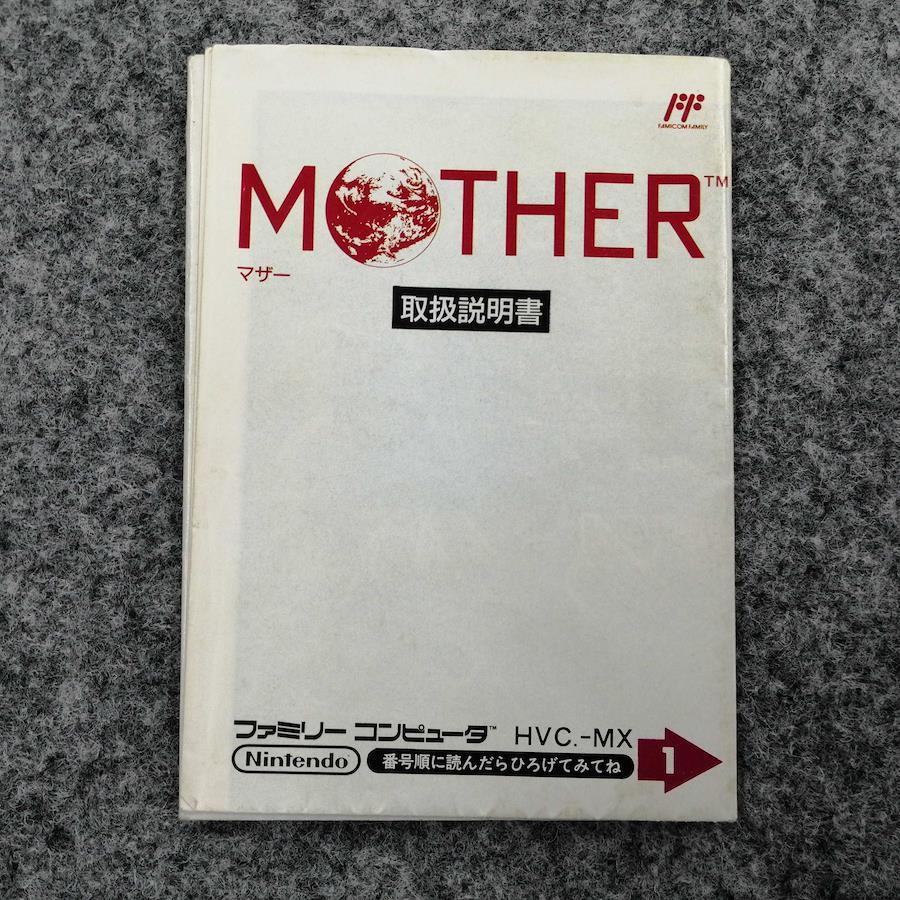 FAMICOM FAMILY
MOTHER™
マザー
取扱説明書
ファミリー コンピュータ™ HVC.-MX
Nintendo 番号順に読んだらひろげてみてね 1